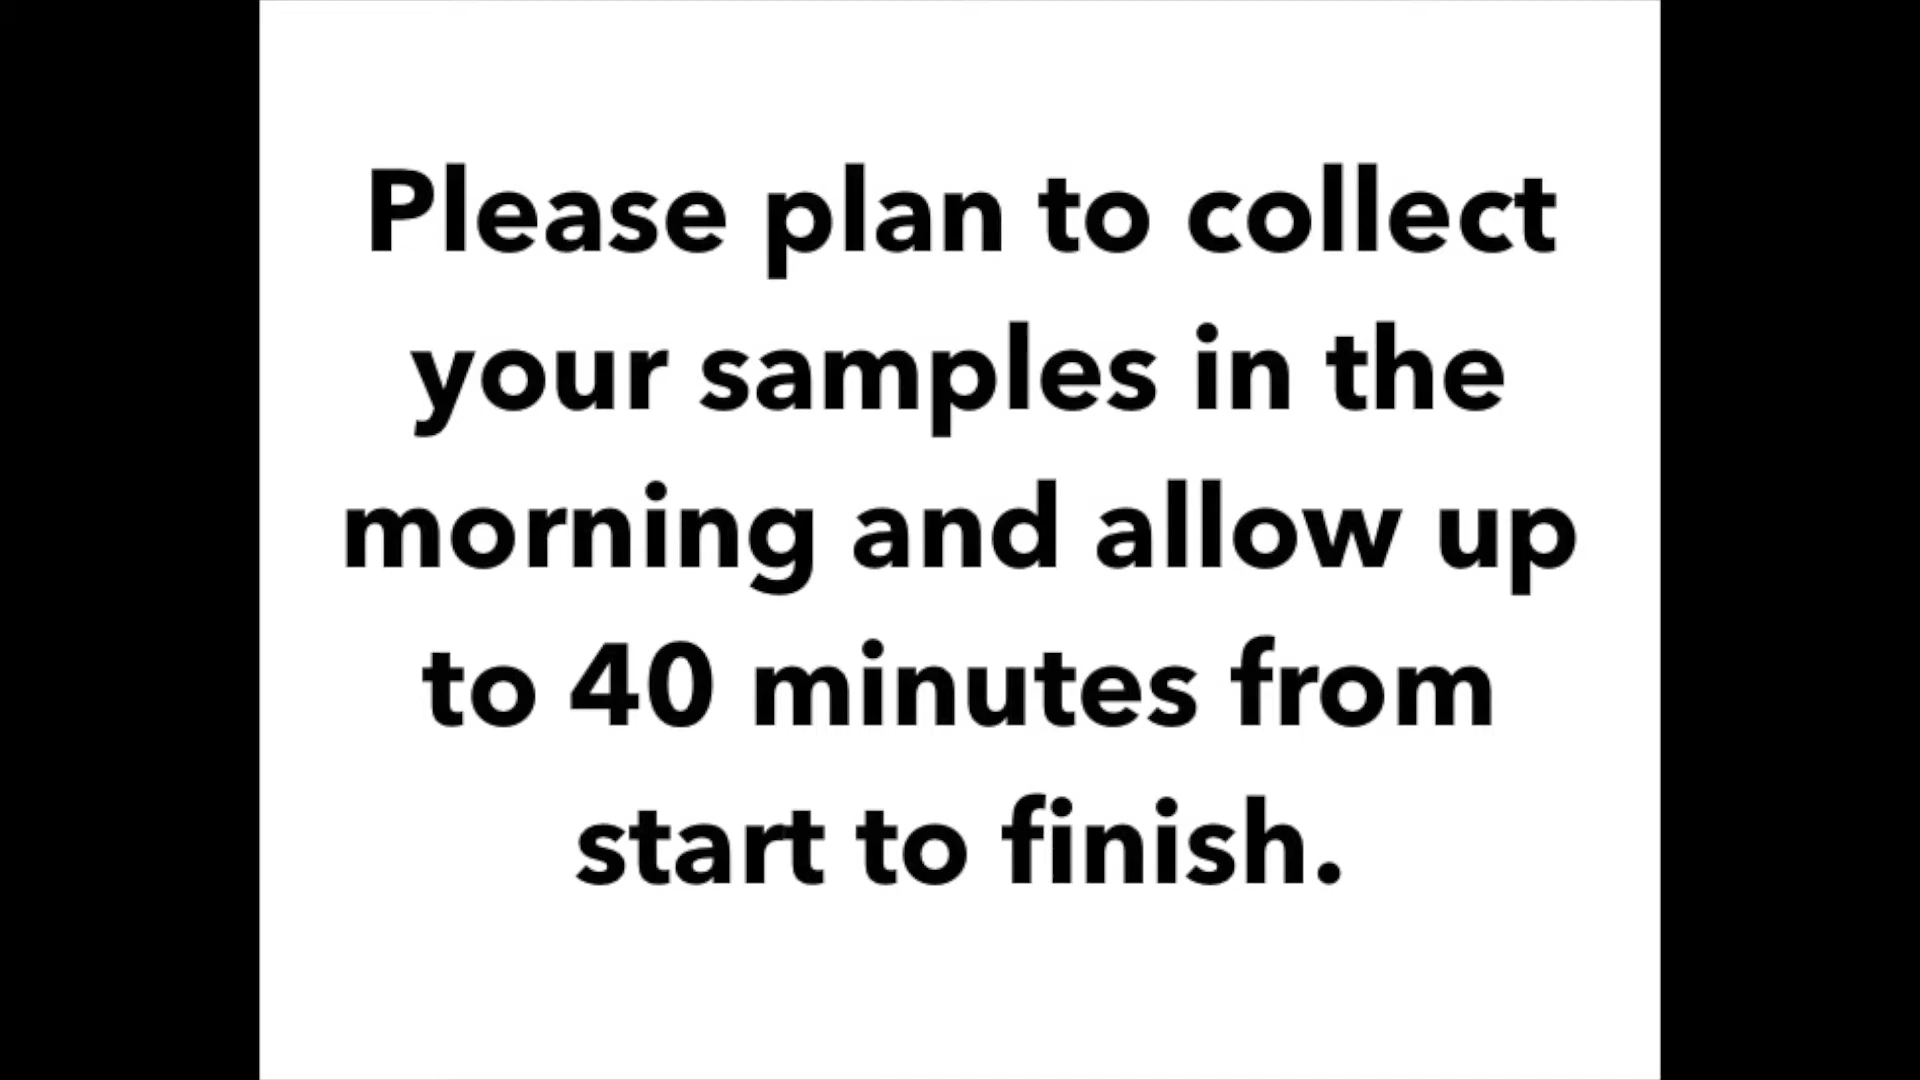 Please plan to collect
your samples in the
morning and allow up
to 40 minutes from
start to finish.